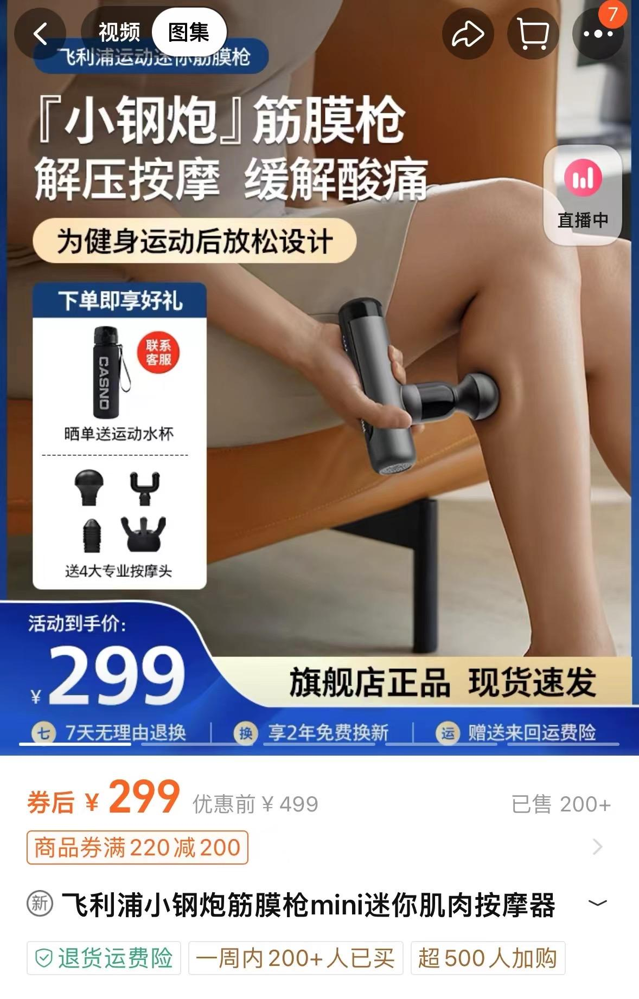 视频
图集
7
飞利浦运动迷你筋膜枪
『小钢炮』筋膜枪
解压按摩 缓解酸痛
直播中
为健身运动后放松设计
下单即享好礼
联系
客服
CASNO
晒单送运动水杯
送4大专业按摩头
活动到手价:
¥299
旗舰店正品 现货速发
七 7天无理由退换
换 享2年免费换新
运 赠送来回运费险
券后 ¥299 优惠前 ¥499
已售 200+
商品券满220减200
新 飞利浦小钢炮筋膜枪mini迷你肌肉按摩器
退货运费险
一周内200+人已买
超500人加购